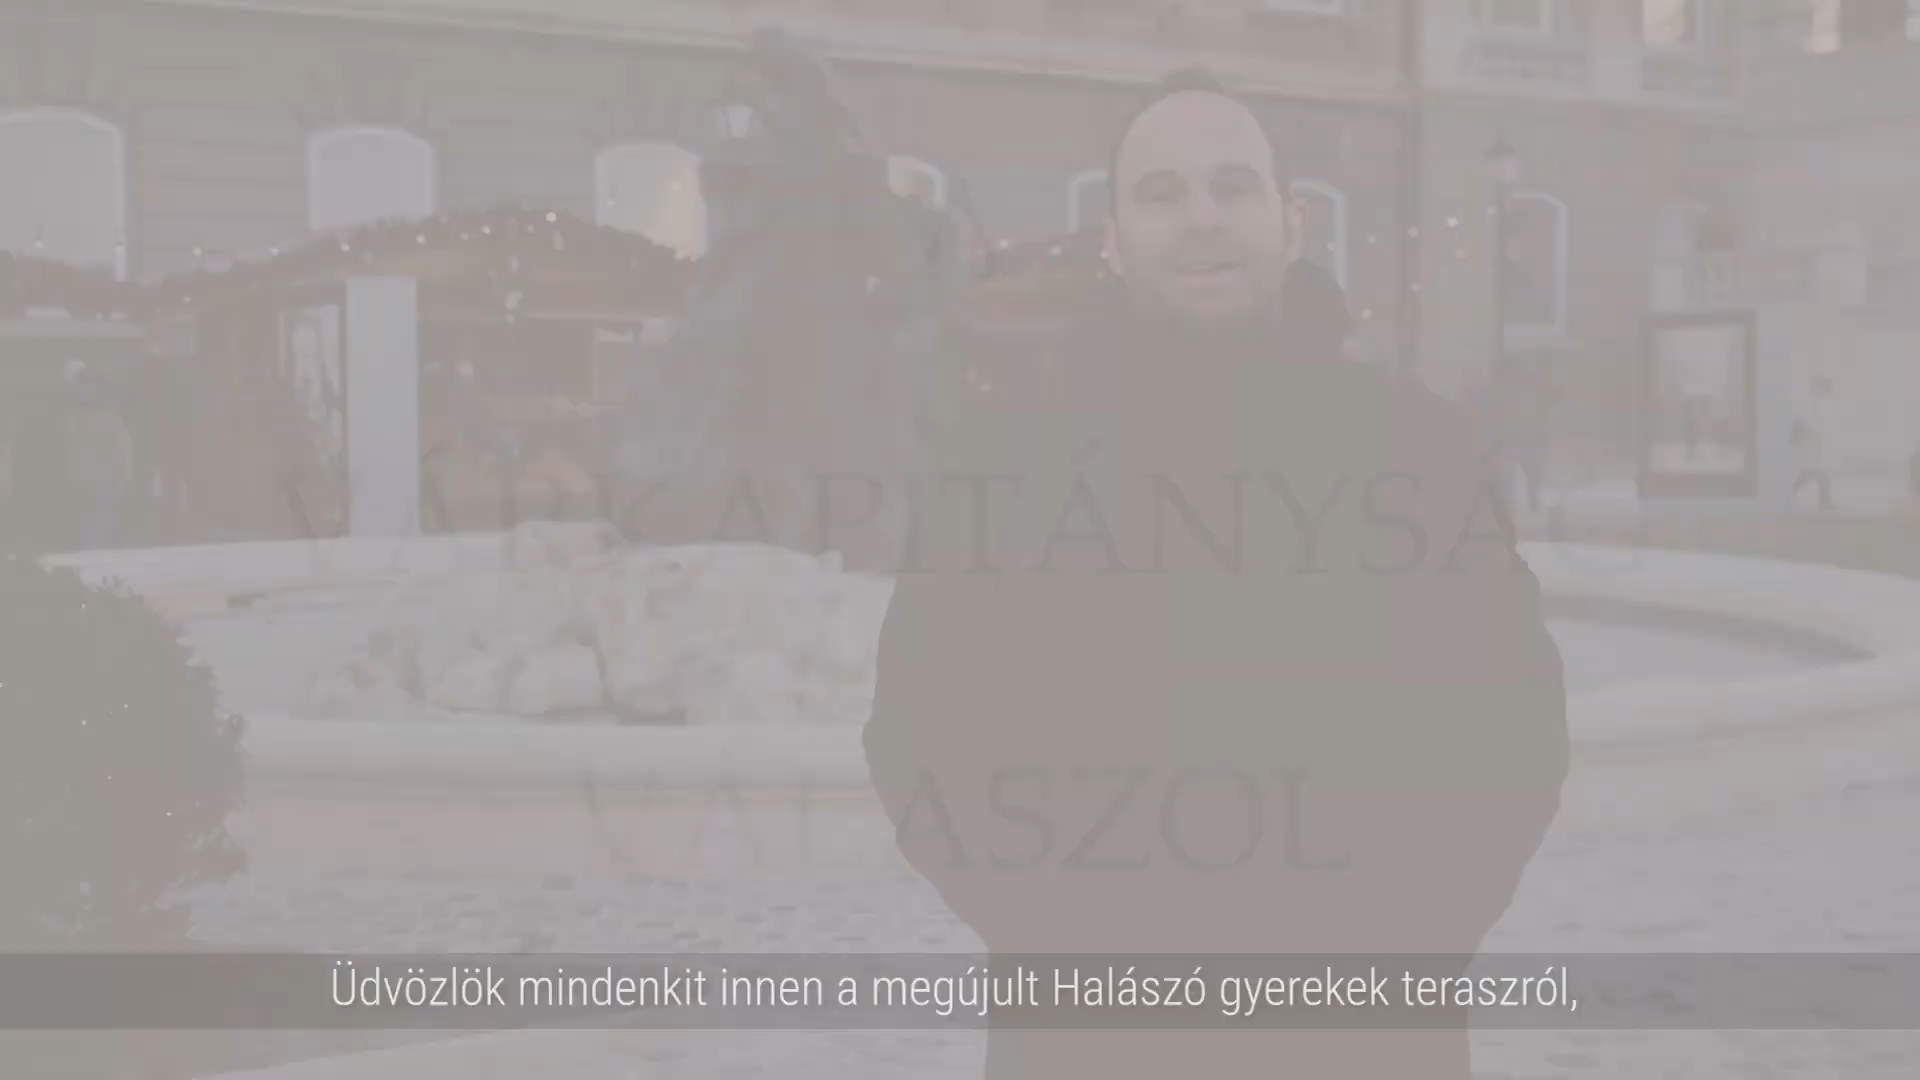 VÁRKAPITÁNYSÁG
VÁLASZOL
Üdvözlök mindenkit innen a megújult Halászó gyerekek teraszról,